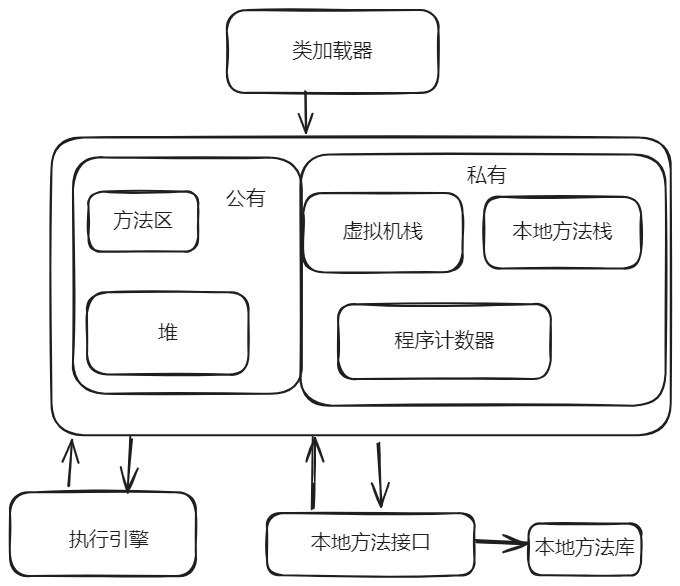 类加载器
私有
公有
方法区
虚拟机栈
本地方法栈
堆
程序计数器
执行引擎
本地方法接口
本地方法库